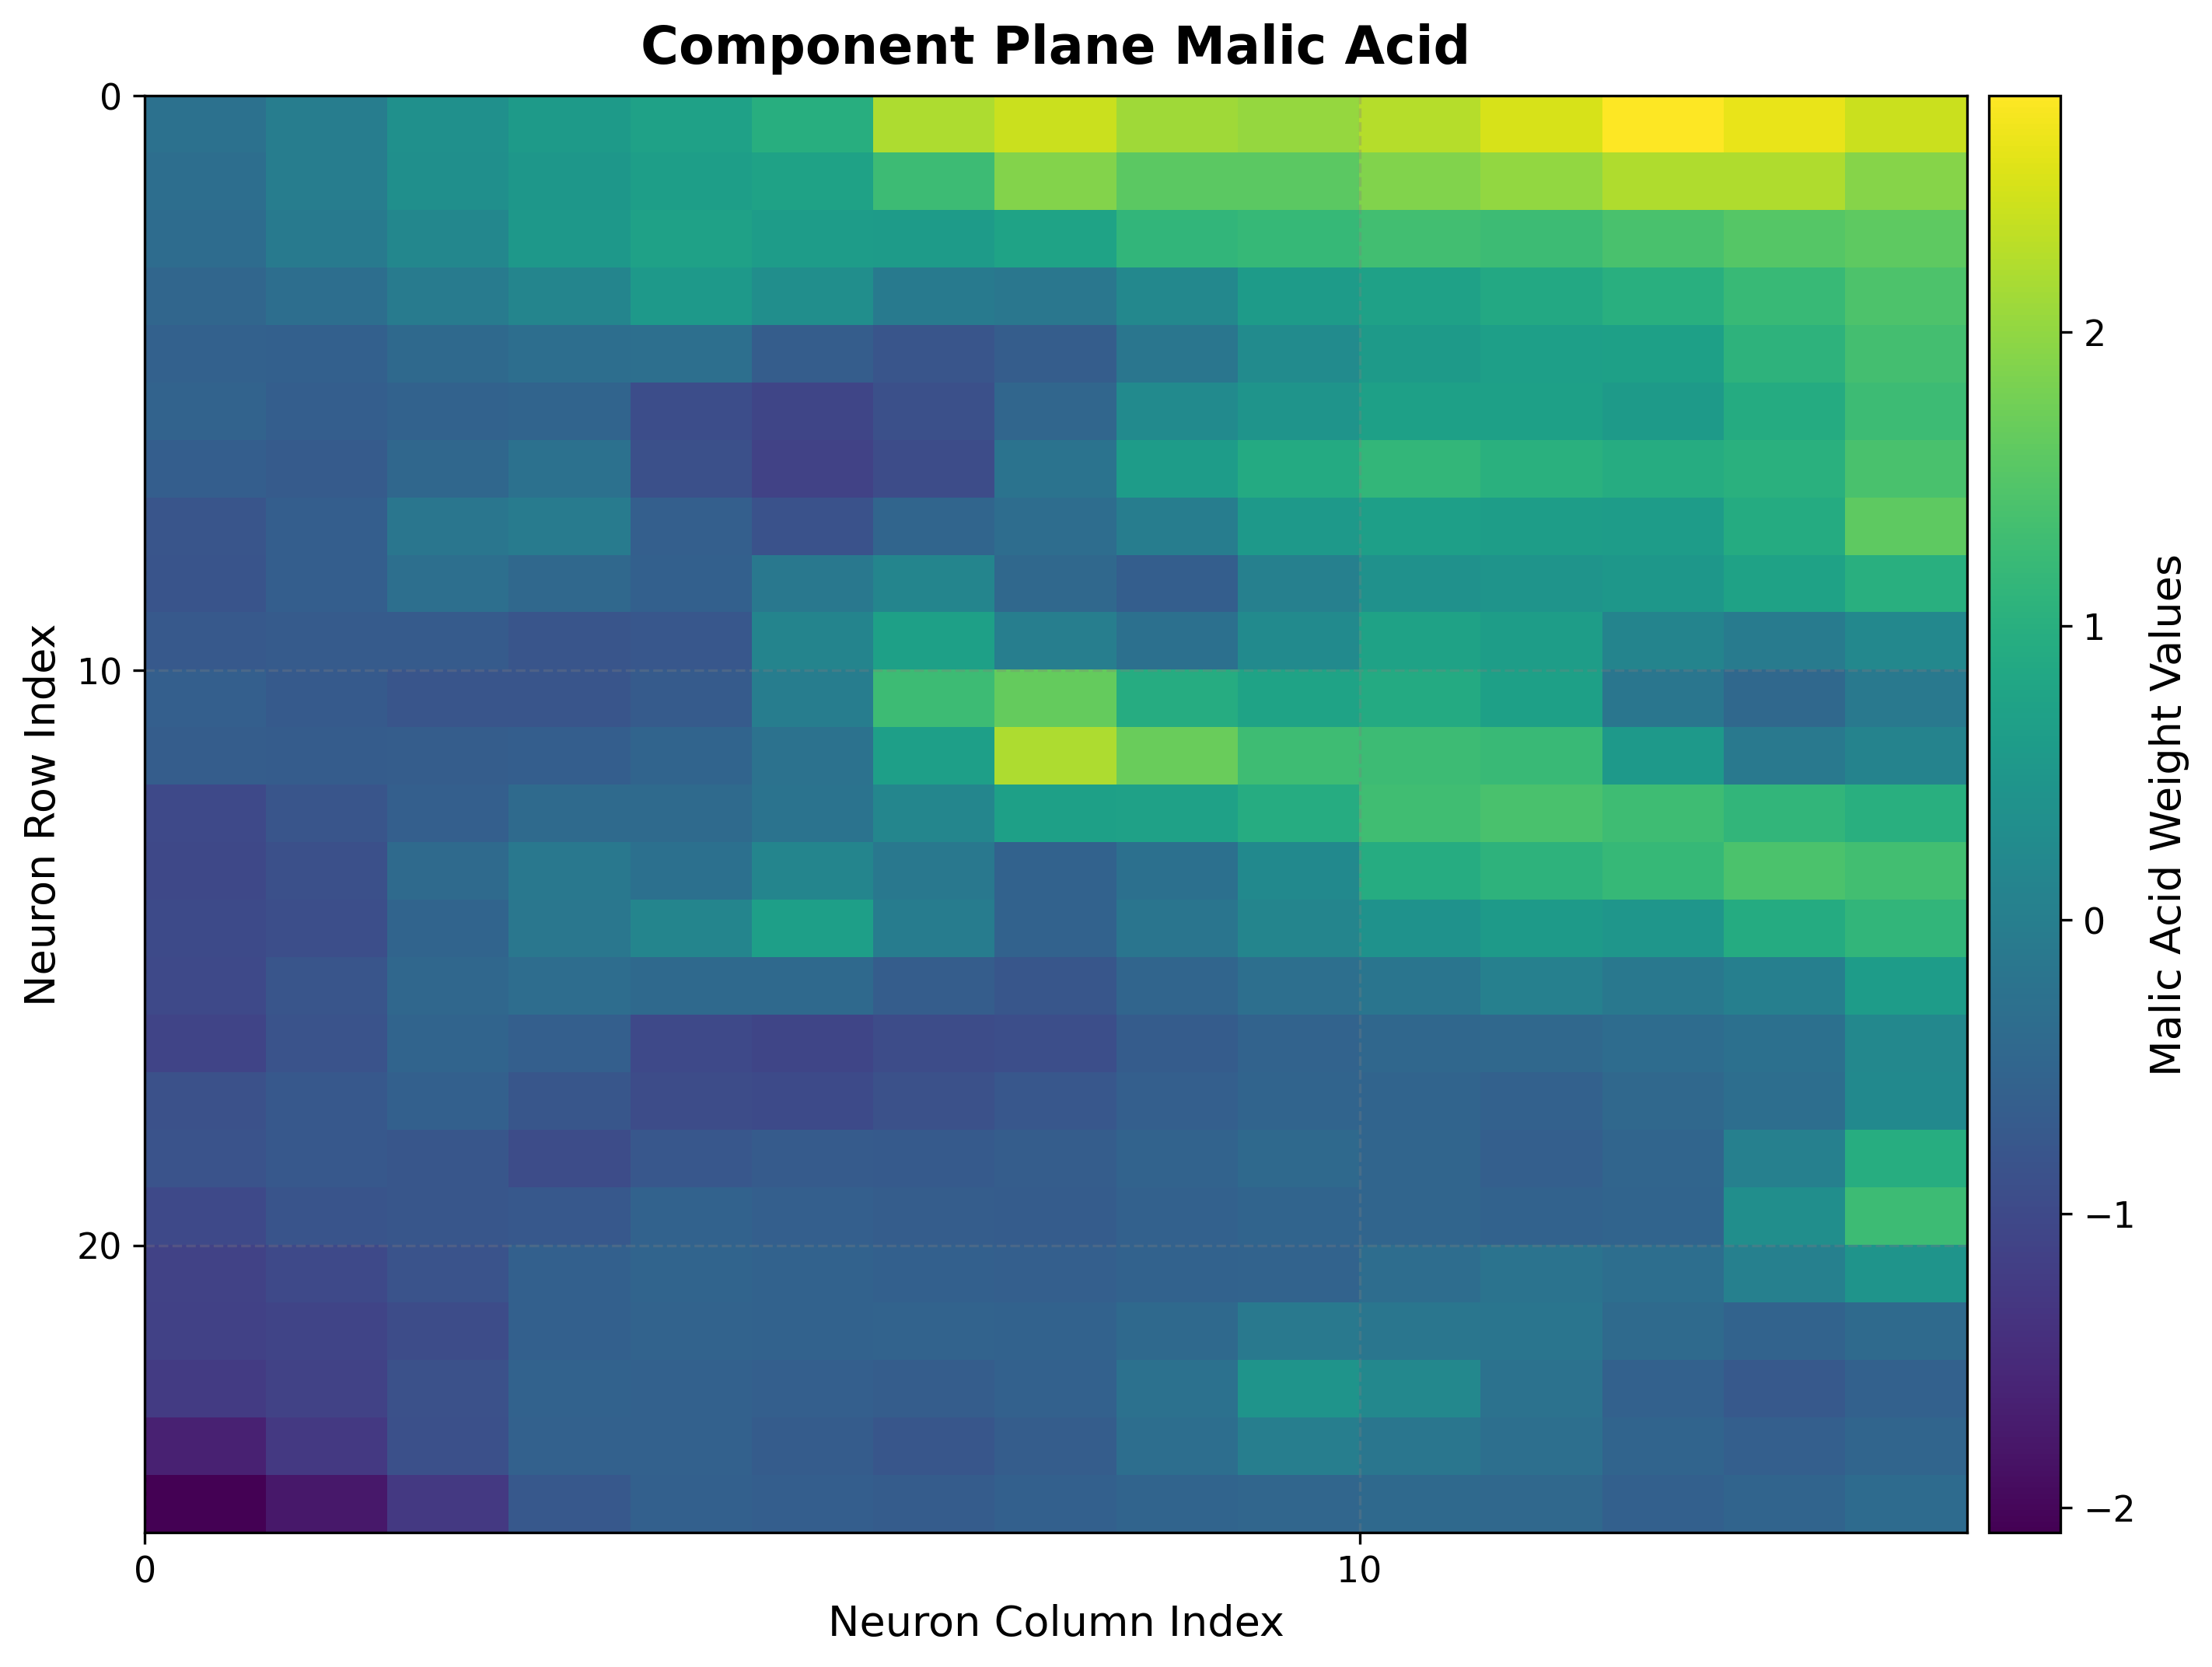 Component Plane Malic Acid
0
10
20
Neuron Row Index
0
10
Neuron Column Index
2
1
0
−1
−2
Malic Acid Weight Values